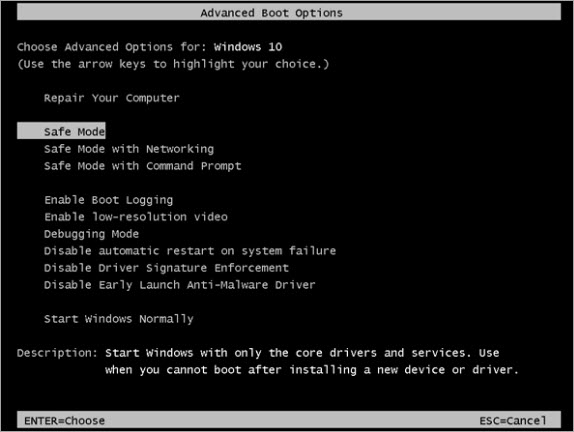 Advanced Boot Options
Choose Advanced Options for: Windows 10
(Use the arrow keys to highlight your choice.)
Repair Your Computer
Safe Mode
Safe Mode with Networking
Safe Mode with Command Prompt
Enable Boot Logging
Enable low-resolution video
Debugging Mode
Disable automatic restart on system failure
Disable Driver Signature Enforcement
Disable Early Launch Anti-Malware Driver
Start Windows Normally
Description: Start Windows with only the core drivers and services. Use
when you cannot boot after installing a new device or driver.
ENTER=Choose ESC=Cancel